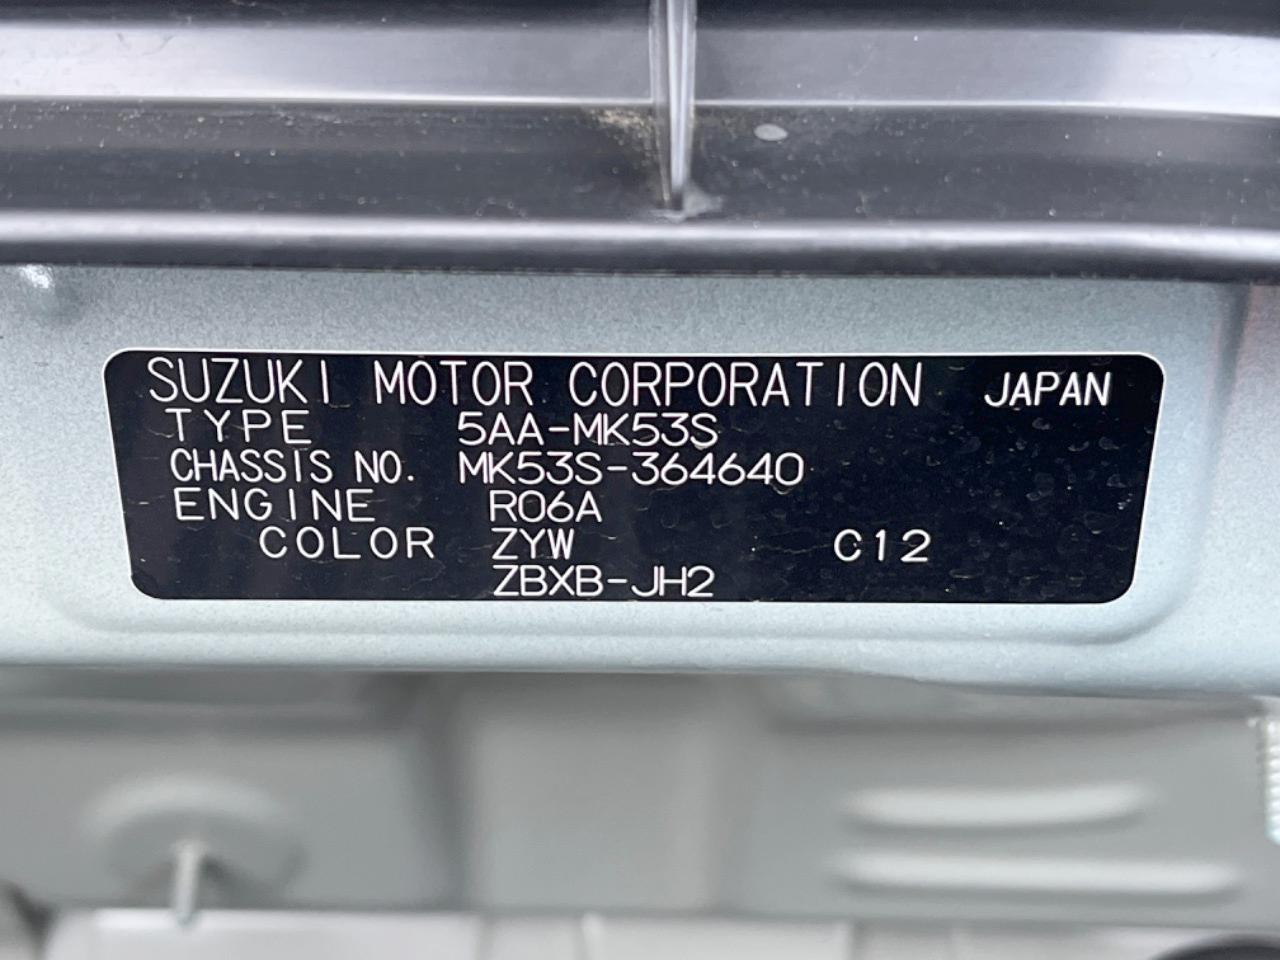 SUZUKI MOTOR CORPORATION JAPAN
TYPE 5AA-MK53S
CHASSIS NO. MK53S-364640
ENGINE R06A
COLOR ZYW C12
ZBXB-JH2